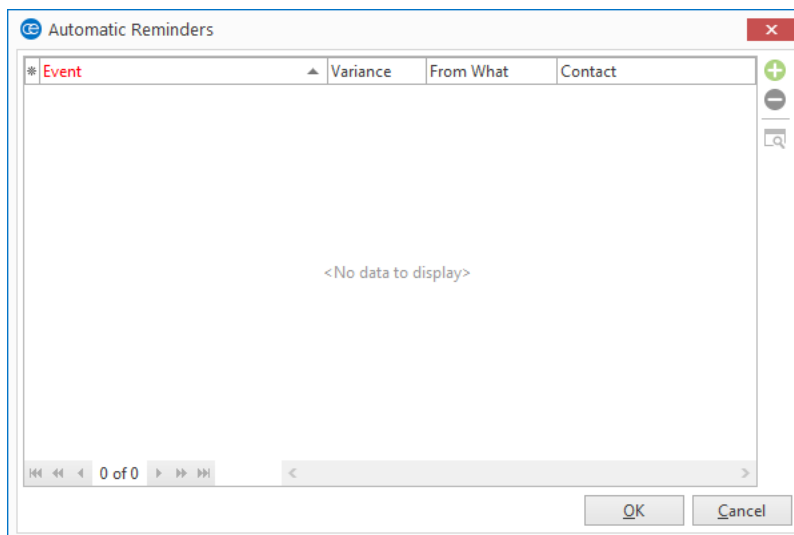 Automatic Reminders
Event Variance From What Contact
<No data to display>
0 of 0
OK Cancel